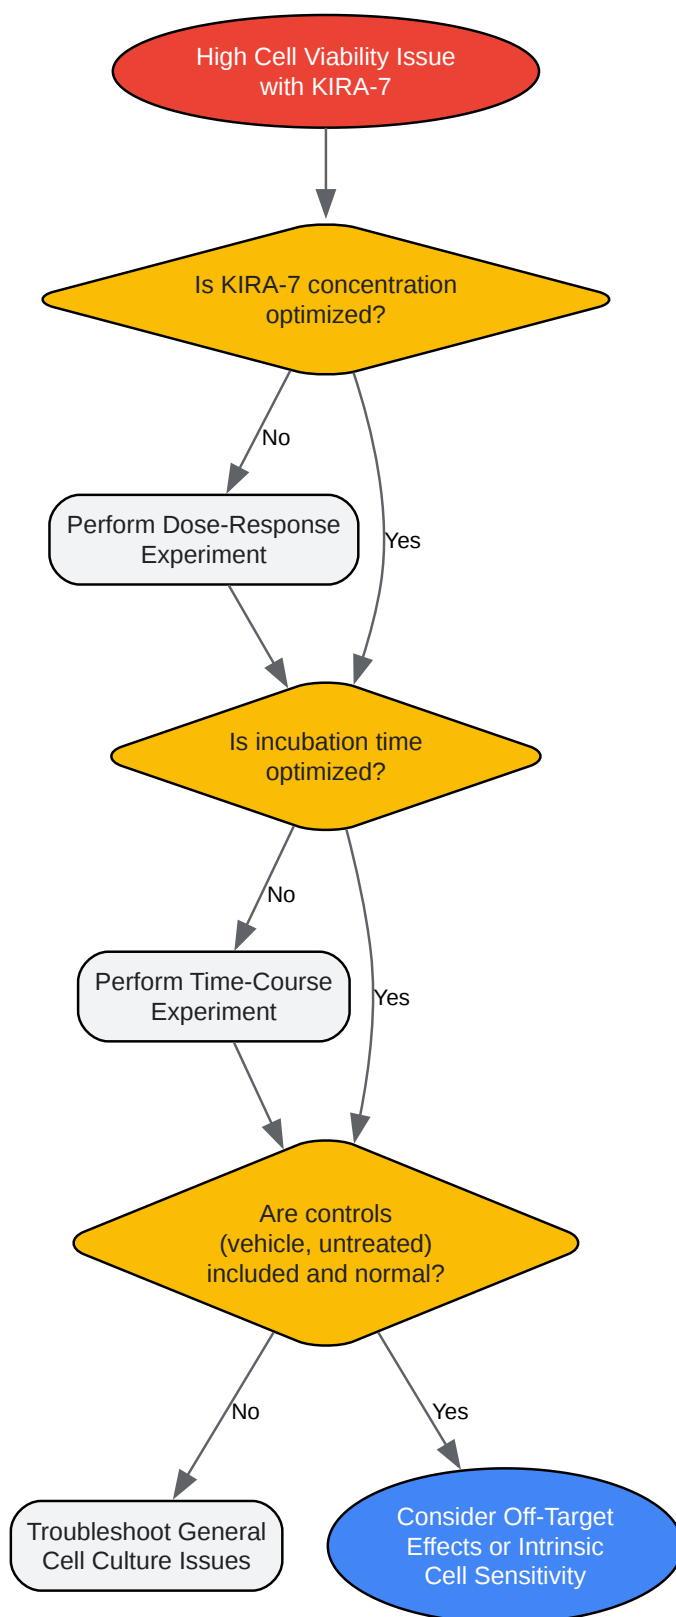 High Cell Viability Issue
with KIRA-7
Is KIRA-7 concentration
optimized?
No
Perform Dose-Response
Experiment
Yes
Is incubation time
optimized?
No
Perform Time-Course
Experiment
Yes
Are controls
(vehicle, untreated)
included and normal?
No
Yes
Troubleshoot General
Cell Culture Issues
Consider Off-Target
Effects or Intrinsic
Cell Sensitivity